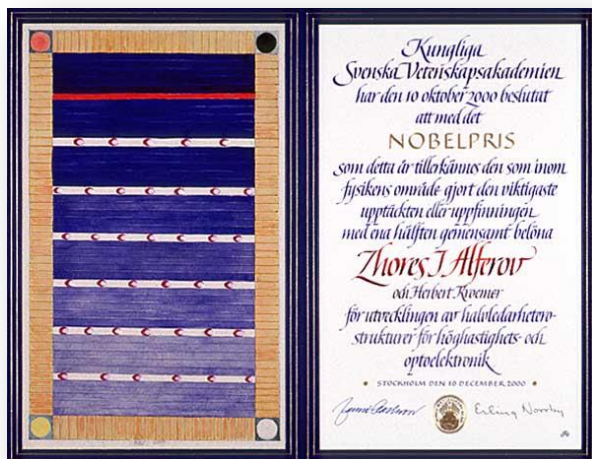 Kungliga
Svenska Vetenskapsakademien
har den 10 oktober 2000 beslutat
att med det
NOBELPRIS
som detta år tillerkännes den som inom
fysikens område gjort den viktigaste
upptäckten eller uppfinningen
med ena hälften gemensamt belöna
Zhores I Alferov
och Herbert Kroemer
för utvecklingen av halvledarhetero-
strukturer för höghastighets- och
optoelektronik
STOCKHOLM DEN 10 DECEMBER 2000
Erling Norrby